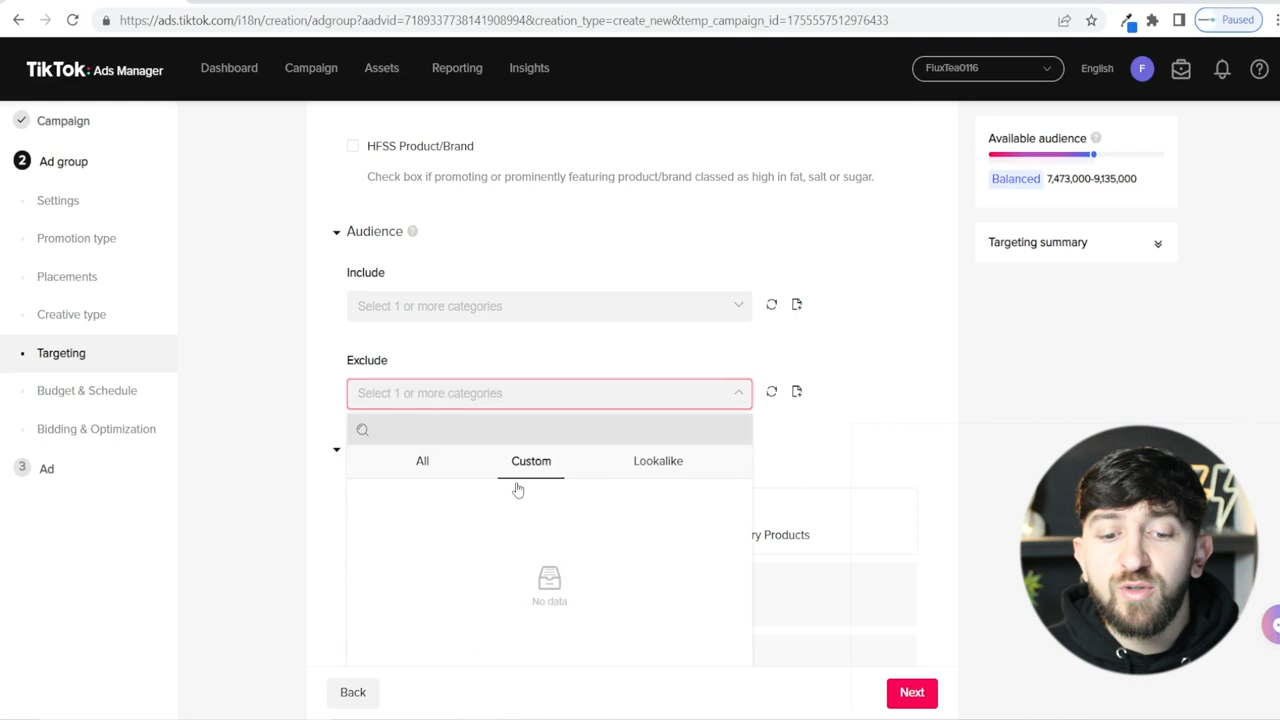 https://ads.tiktok.com/i18n/creation/adgroup?aadvid=7189337738141908994&creation_type=create_new&temp_campaign_id=1755557512976433
Paused
TikTok: Ads Manager
Dashboard
Campaign
Assets
Reporting
Insights
FluxTea0116
English
F
Campaign
2 Ad group
Settings
Promotion type
Placements
Creative type
Targeting
Budget & Schedule
Bidding & Optimization
3 Ad
HFSS Product/Brand
Check box if promoting or prominently featuring product/brand classed as high in fat, salt or sugar.
Audience
Include
Select 1 or more categories
Exclude
Select 1 or more categories
All
Custom
Lookalike
ry Products
No data
Back
Next
Available audience
Balanced 7,473,000-9,135,000
Targeting summary